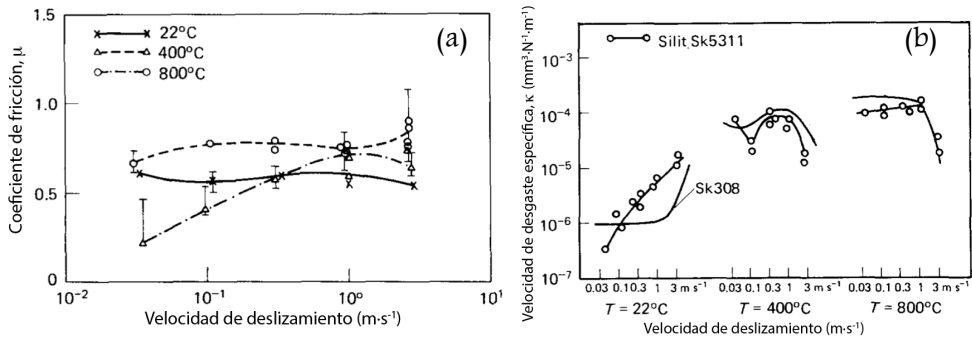 (a)
Coeficiente de fricción, μ
1.5
1.0
0.5
0
22°C
400°C
800°C
10⁻²
10⁻¹
10⁰
10¹
Velocidad de deslizamiento (m·s⁻¹)
(b)
Velocidad de desgaste específica, κ (mm³·N⁻¹·m⁻¹)
10⁻³
10⁻⁴
10⁻⁵
10⁻⁶
10⁻⁷
Silit, Sk5311
Sk308
0.03 0.1 0.3 1 3 m s⁻¹
0.03 0.1 0.3 1 3 m s⁻¹
0.03 0.1 0.3 1 3 m s⁻¹
T = 22°C
T = 400°C
T = 800°C
Velocidad de deslizamiento (m·s⁻¹)